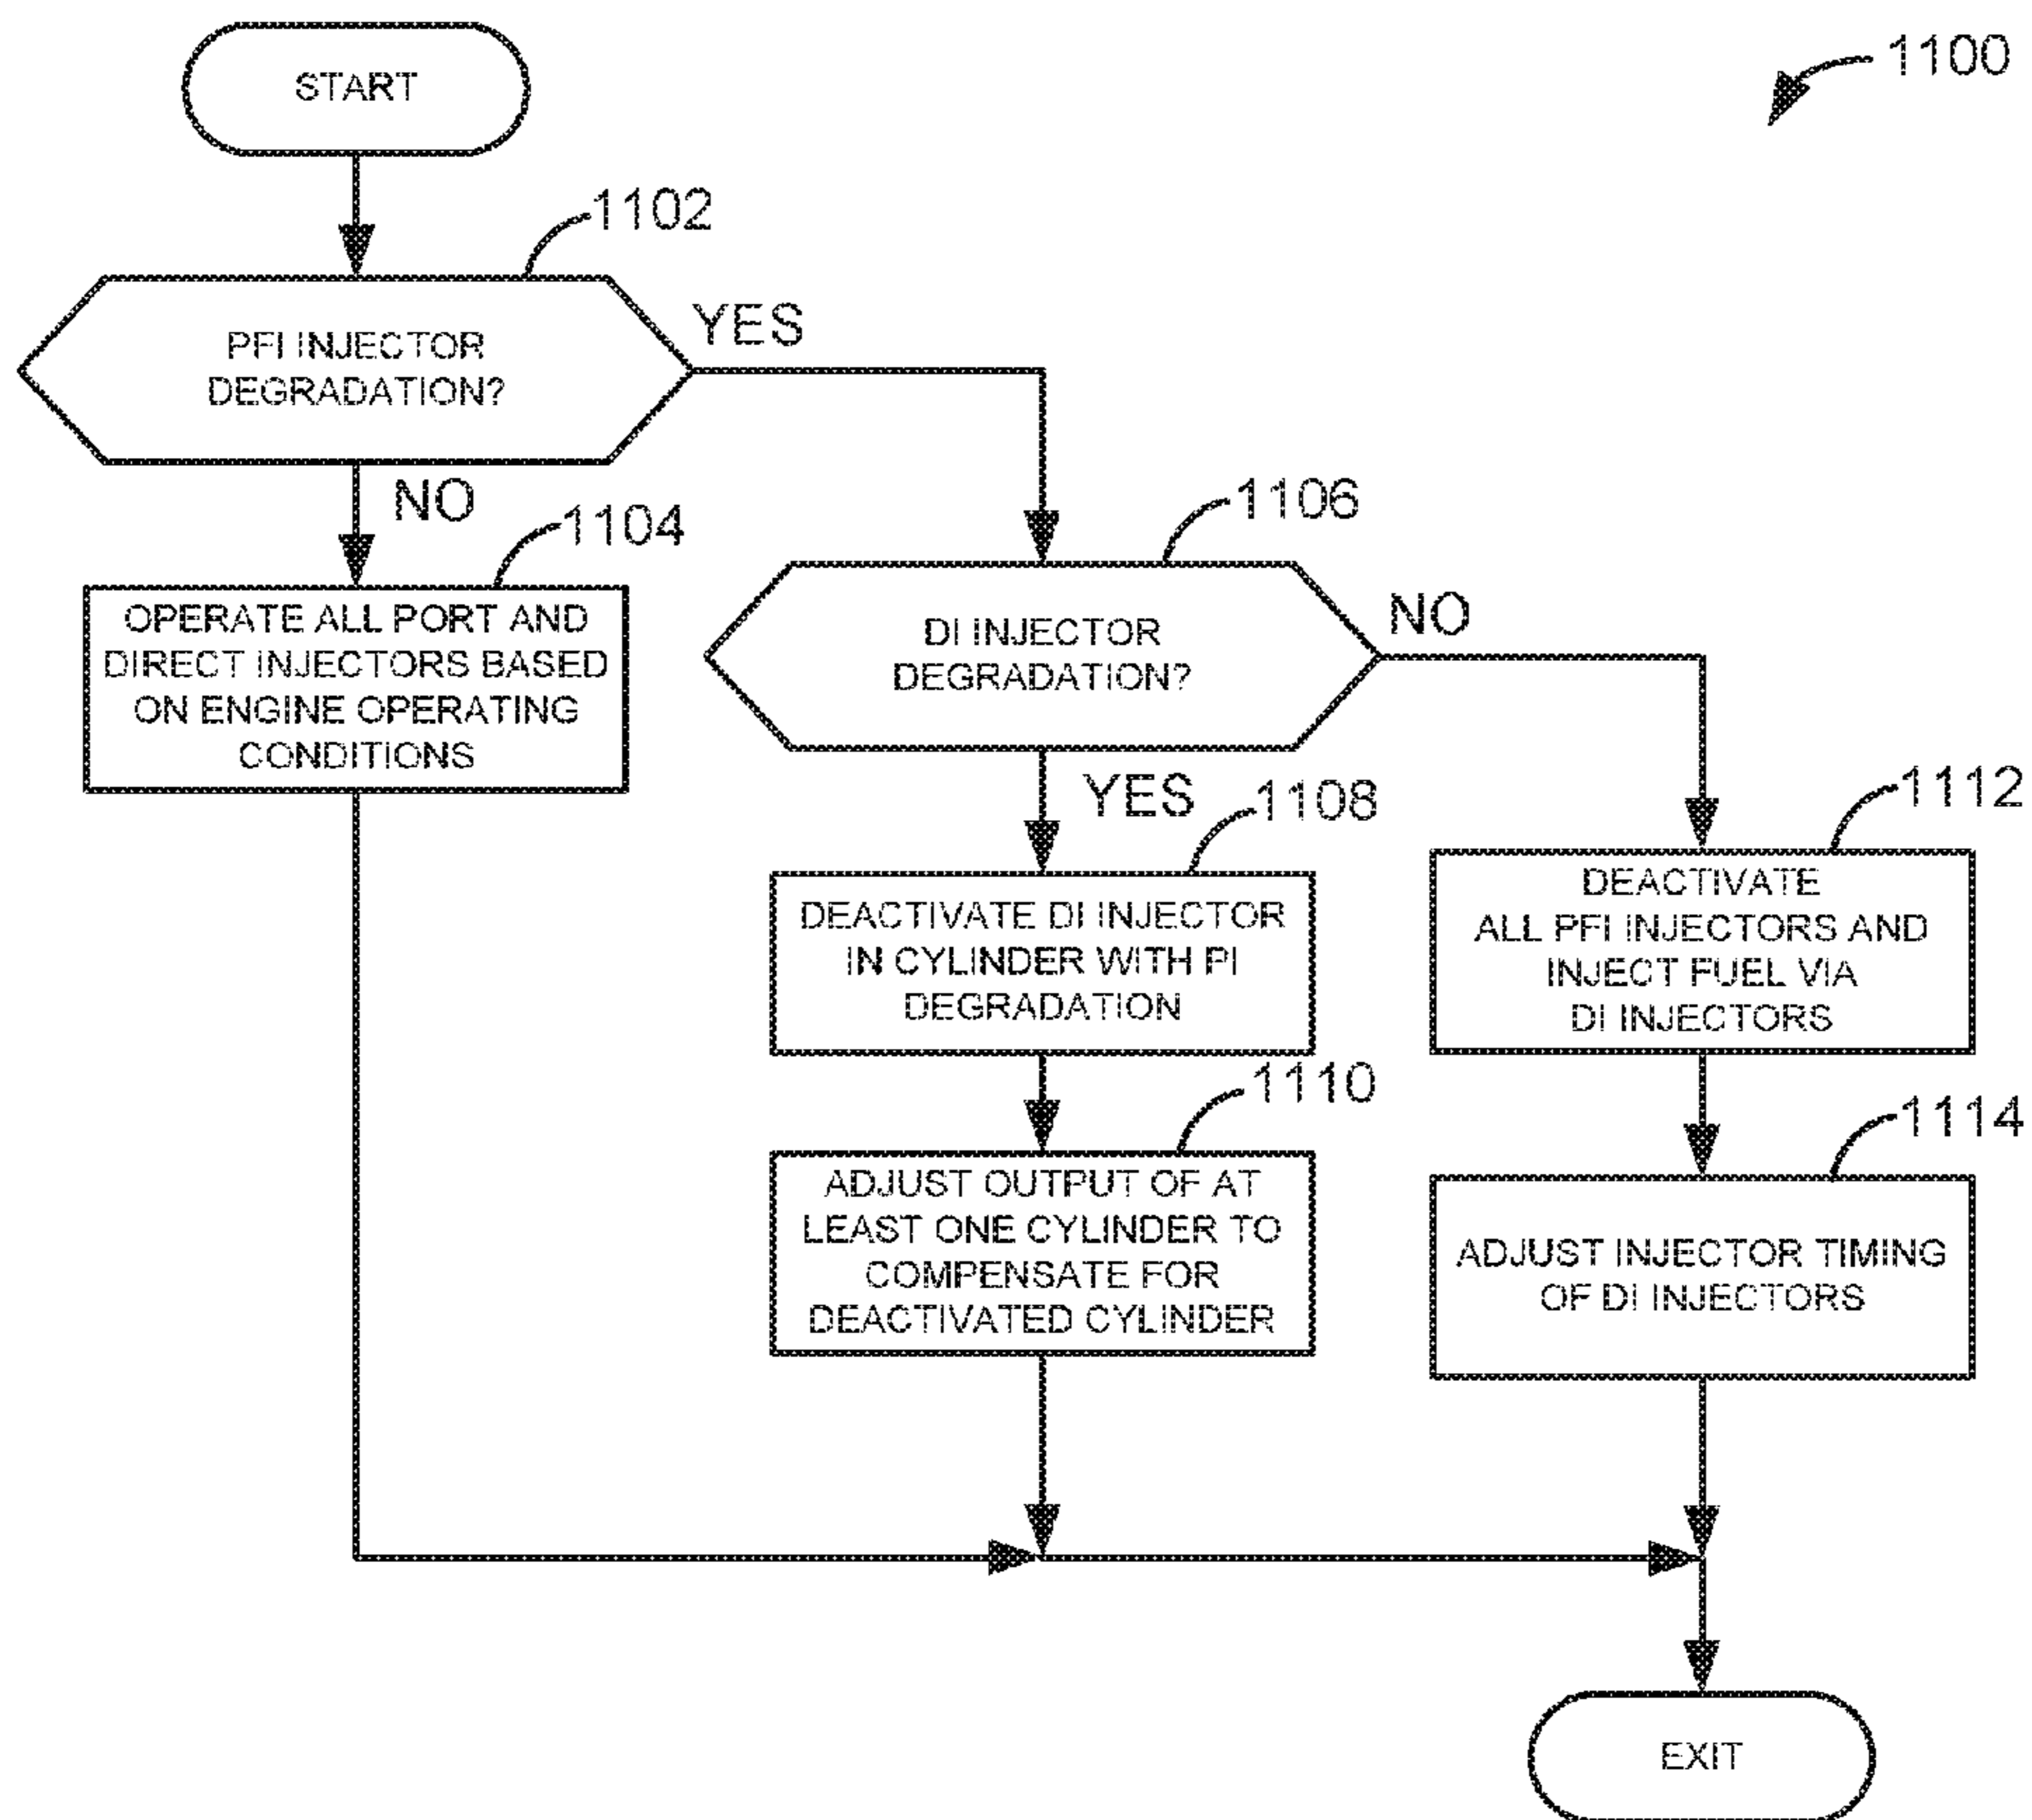 START
1100
1102
PFI INJECTOR
DEGRADATION?
YES
NO
1104
OPERATE ALL PORT AND
DIRECT INJECTORS BASED
ON ENGINE OPERATING
CONDITIONS
1106
DI INJECTOR
DEGRADATION?
NO
YES
1108
DEACTIVATE DI INJECTOR
IN CYLINDER WITH PI
DEGRADATION
1110
ADJUST OUTPUT OF AT
LEAST ONE CYLINDER TO
COMPENSATE FOR
DEACTIVATED CYLINDER
1112
DEACTIVATE
ALL PFI INJECTORS AND
INJECT FUEL VIA
DI INJECTORS
1114
ADJUST INJECTOR TIMING
OF DI INJECTORS
EXIT